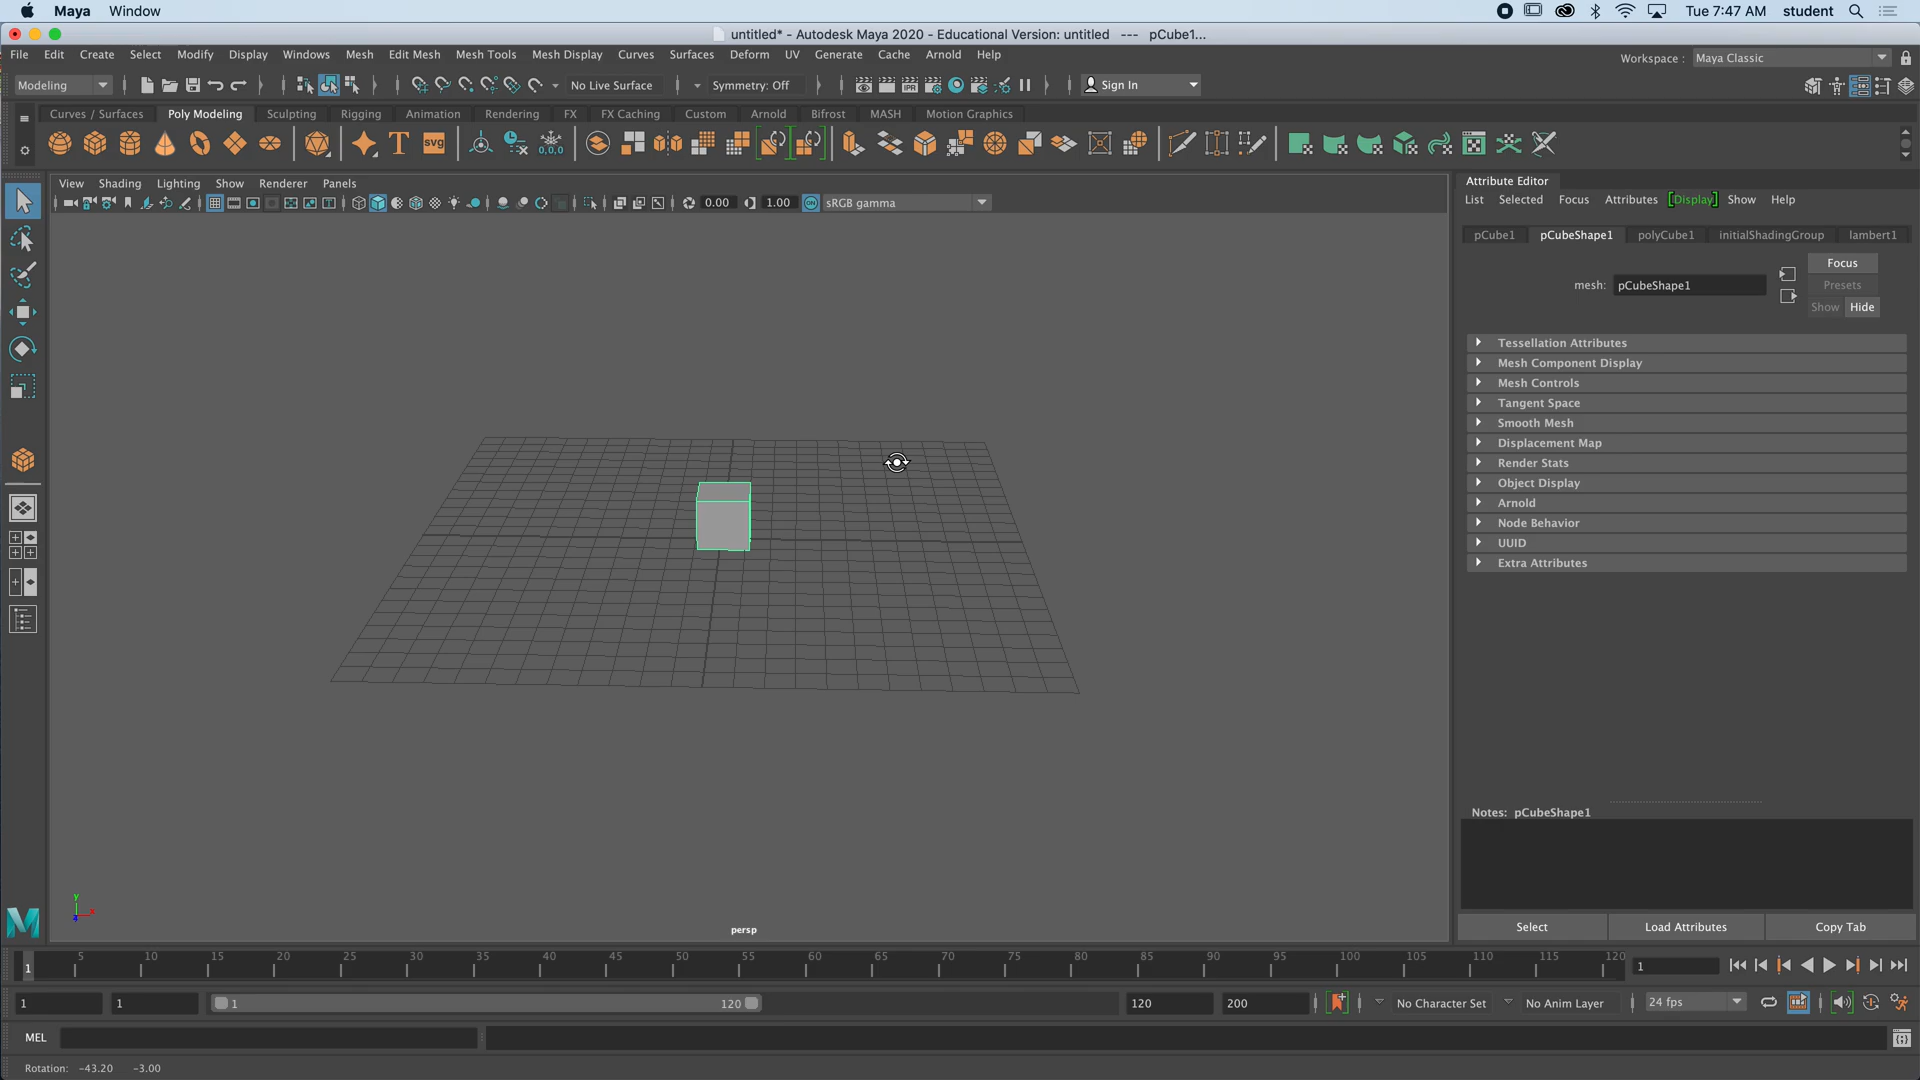 Maya Window Tue 7:47 AM student
untitled* - Autodesk Maya 2020 - Educational Version: untitled --- pCube1...
File Edit Create Select Modify Display Windows Mesh Edit Mesh Mesh Tools Mesh Display Curves Surfaces Deform UV Generate Cache Arnold Help Workspace : Maya Classic
Modeling No Live Surface Symmetry: Off IPR Sign In
Curves / Surfaces Poly Modeling Sculpting Rigging Animation Rendering FX FX Caching Custom Arnold Bifrost MASH Motion Graphics
T SVG 0,0,0
View Shading Lighting Show Renderer Panels
0.00 1.00 ON sRGB gamma
Attribute Editor
List Selected Focus Attributes [Display] Show Help
pCube1 pCubeShape1 polyCube1 initialShadingGroup lambert1
Focus
mesh: pCubeShape1 Presets
Show Hide
Tessellation Attributes
Mesh Component Display
Mesh Controls
Tangent Space
Smooth Mesh
Displacement Map
Render Stats
Object Display
Arnold
Node Behavior
UUID
Extra Attributes
Notes: pCubeShape1
Select Load Attributes Copy Tab
y
x
z
persp
M
1 5 10 15 20 25 30 35 40 45 50 55 60 65 70 75 80 85 90 95 100 105 110 115 120 1
1 1 1 120 120 200 No Character Set No Anim Layer 24 fps
MEL
Rotation: -43.20 -3.00